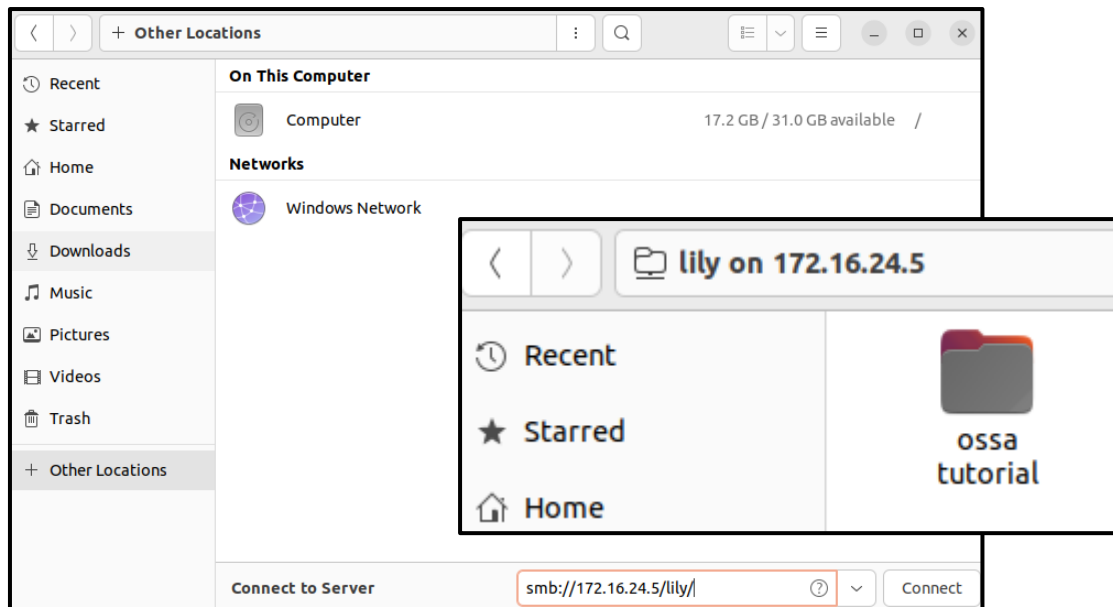 + Other Locations
Recent
Starred
Home
Documents
Downloads
Music
Pictures
Videos
Trash
+ Other Locations
On This Computer
Computer 17.2 GB / 31.0 GB available /
Networks
Windows Network
Connect to Server smb://172.16.24.5/lily/ Connect
lily on 172.16.24.5
Recent
Starred
Home
ossa
tutorial